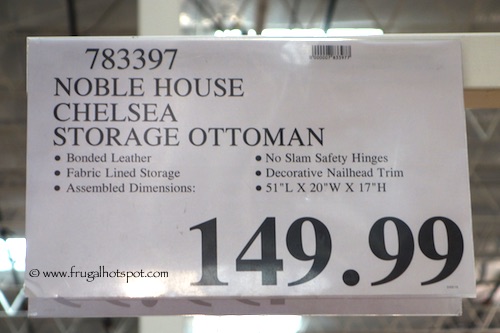 783397
NOBLE HOUSE
CHELSEA
STORAGE OTTOMAN
• Bonded Leather
• No Slam Safety Hinges
• Fabric Lined Storage
• Decorative Nailhead Trim
• Assembled Dimensions:
• 51"L X 20"W X 17"H
149.99
© www.frugalhotspot.com